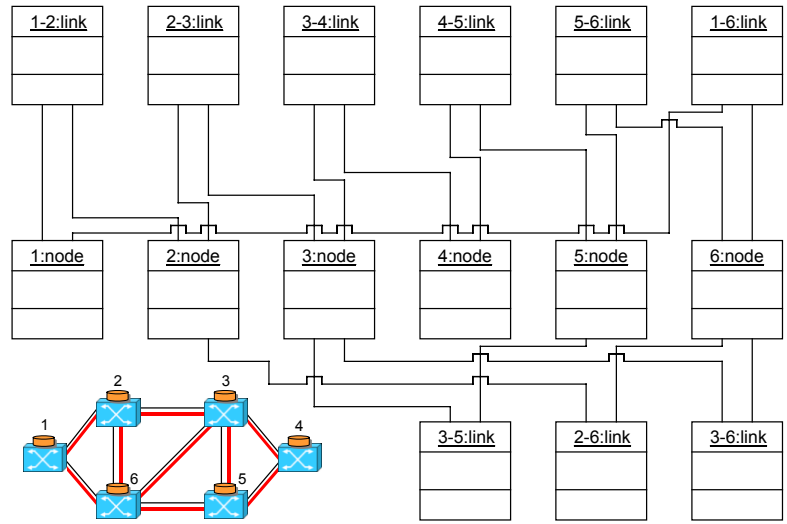 1-2:link
2-3:link
3-4:link
4-5:link
5-6:link
1-6:link
1:node
2:node
3:node
4:node
5:node
6:node
3-5:link
2-6:link
3-6:link
2
3
1
4
6
5